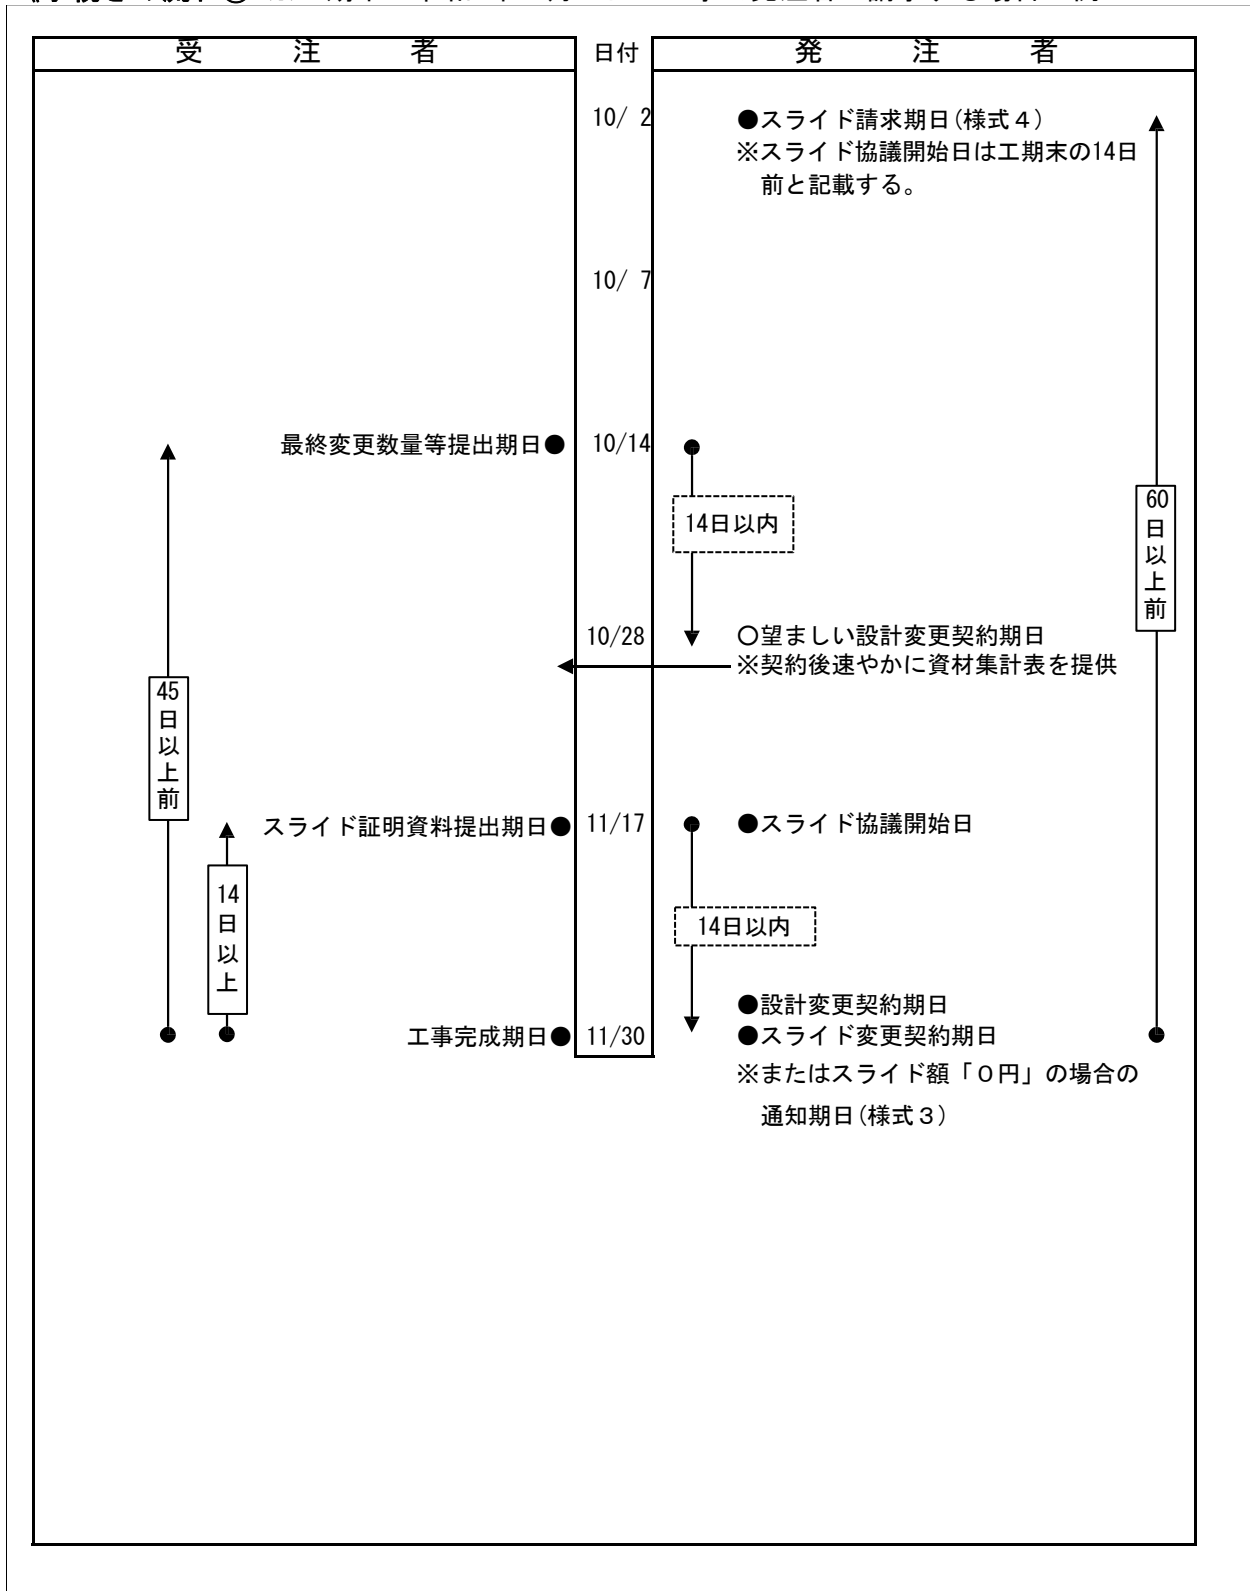 受　注　者　日付　発　注　者
10/ 2　●スライド請求期日(様式４)
※スライド協議開始日は工期末の14日
前と記載する。
10/ 7
最終変更数量等提出期日●　10/14
14日以内
60日以上前
10/28　○望ましい設計変更契約期日
※契約後速やかに資材集計表を提供
45日以上前
スライド証明資料提出期日●　11/17　●スライド協議開始日
14日以上
14日以内
●設計変更契約期日
工事完成期日●　11/30　●スライド変更契約期日
※またはスライド額「０円」の場合の
通知期日(様式３)